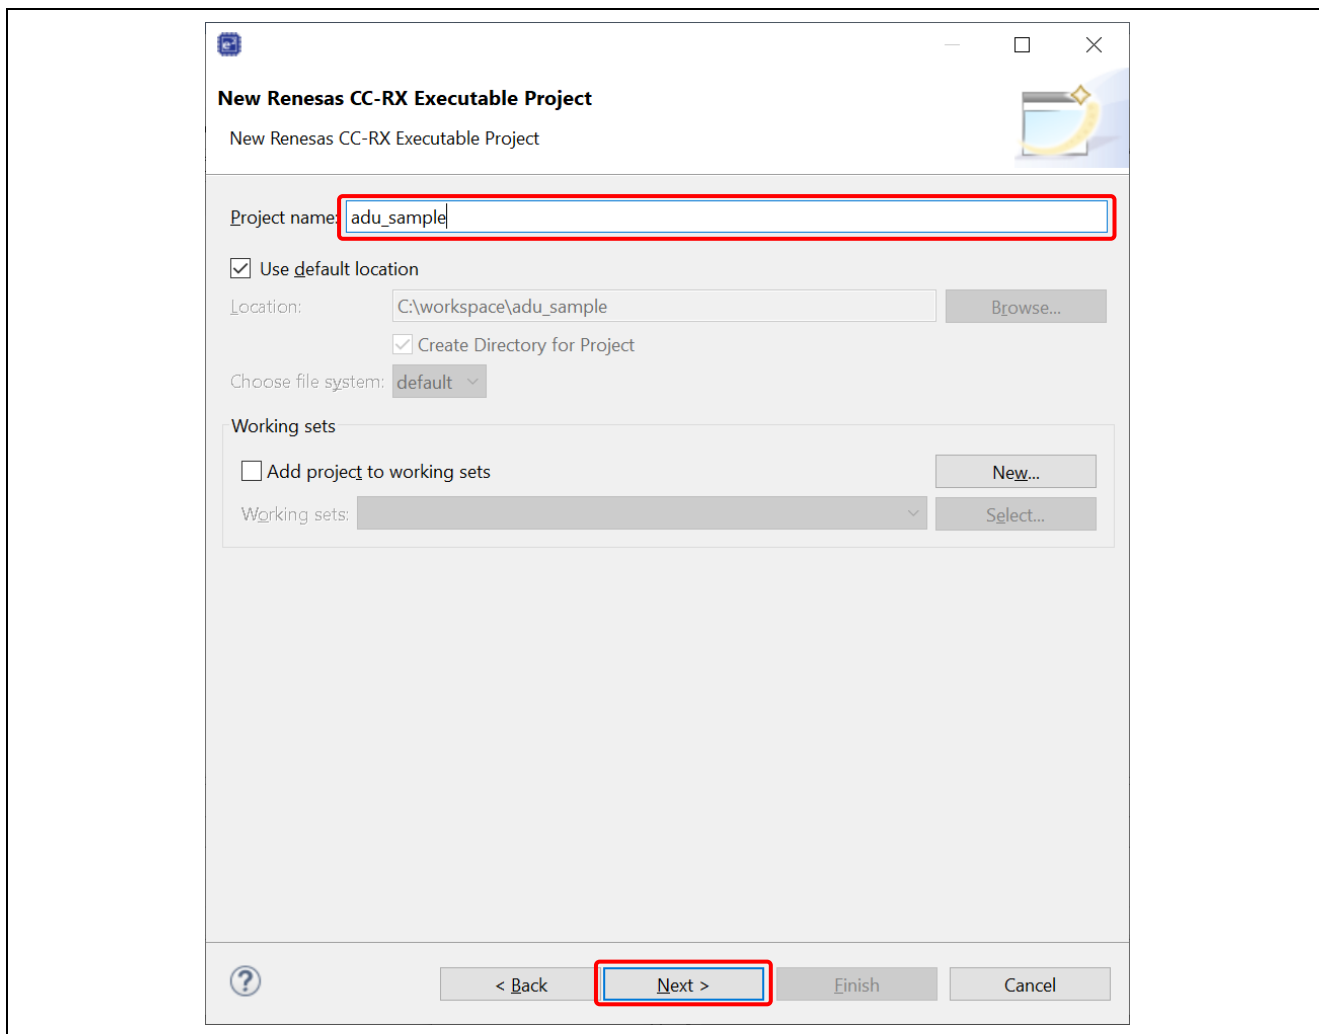 New Renesas CC-RX Executable Project
New Renesas CC-RX Executable Project
Project name: adu_sample
Use default location
Location: C:\workspace\adu_sample Browse...
Create Directory for Project
Choose file system: default
Working sets
Add project to working sets New...
Working sets: Select...
? < Back Next > Finish Cancel